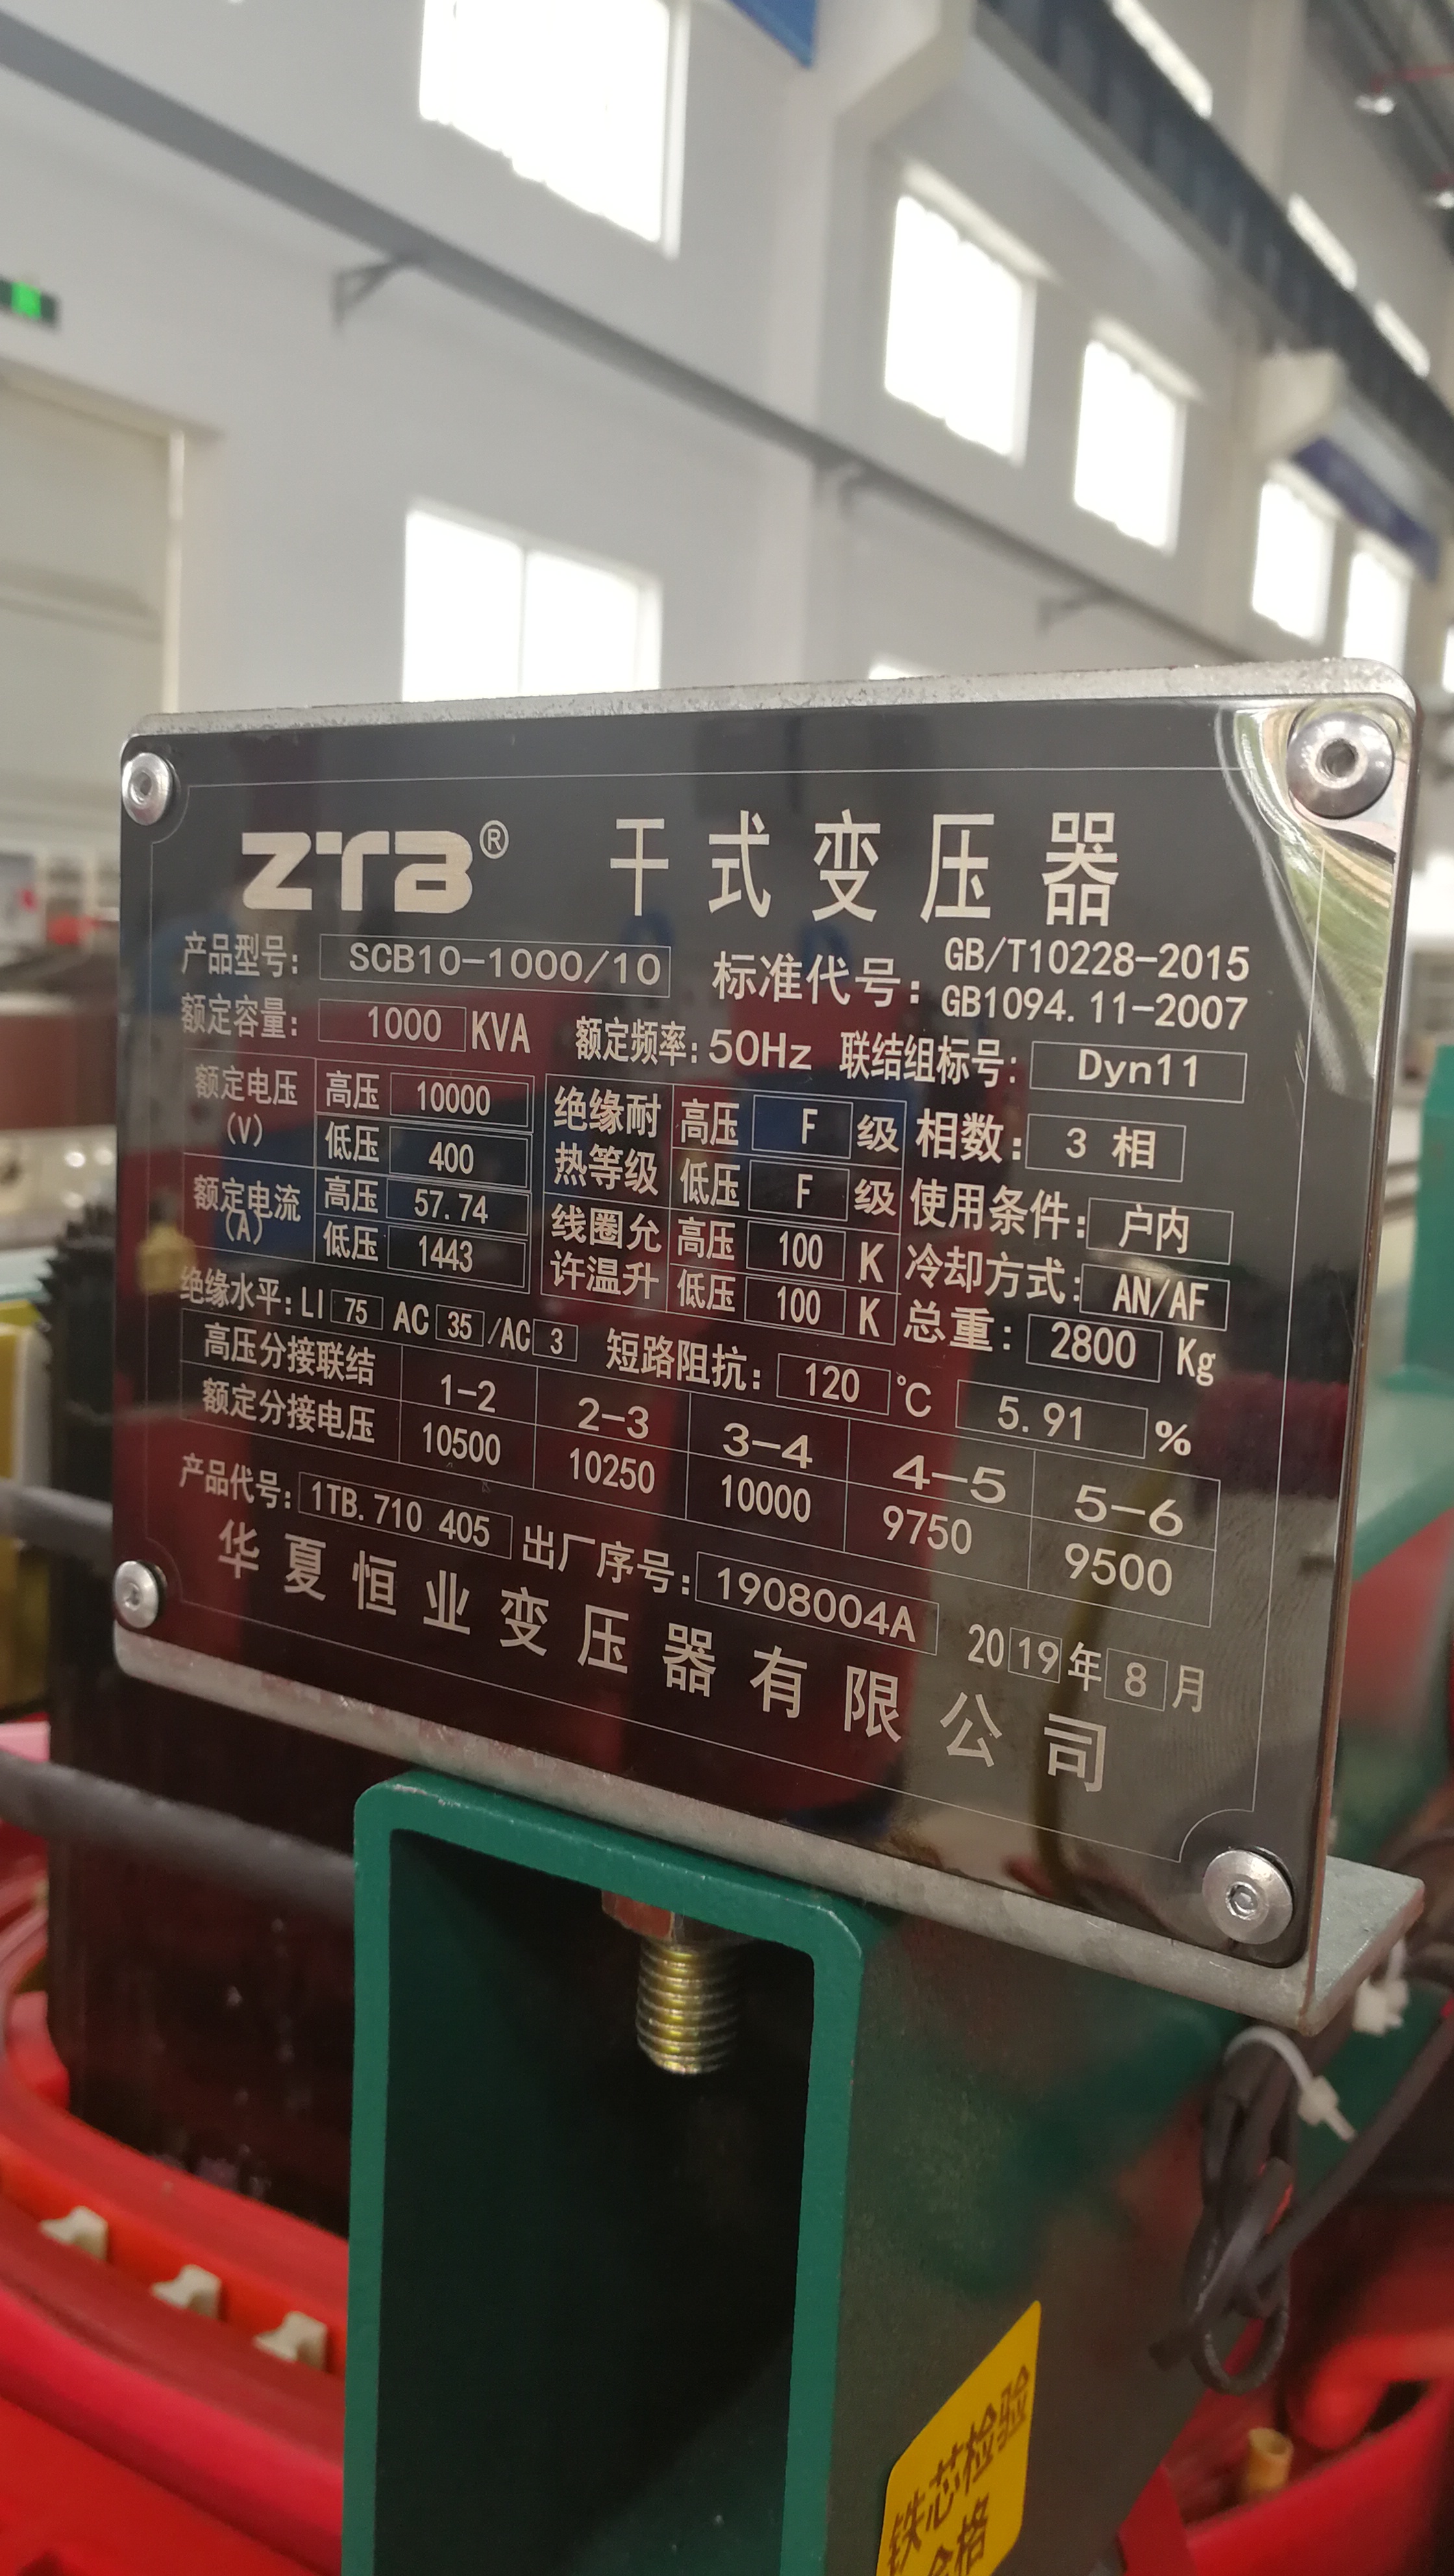 ZTB® 干式变压器
产品型号: SCB10-1000/10 标准代号: GB/T10228-2015
GB1094.11-2007
额定容量: 1000 KVA 额定频率: 50Hz 联结组标号: Dyn11
额定电压 (V) 高压 10000 绝缘耐热等级 高压 F 级 相数: 3 相
低压 400 低压 F 级 使用条件: 户内
额定电流 (A) 高压 57.74 线圈允许温升 高压 100 K 冷却方式: AN/AF
低压 1443 低压 100 K 总重: 2800 Kg
绝缘水平: LI 75 AC 35 /AC 3 短路阻抗: 120 ℃ 5.91 %
高压分接联结 1-2 2-3 3-4 4-5 5-6
额定分接电压 10500 10250 10000 9750 9500
产品代号: 1TB.710 405 出厂序号: 1908004A 2019年8月
华夏恒业变压器有限公司
铁芯检验
合格